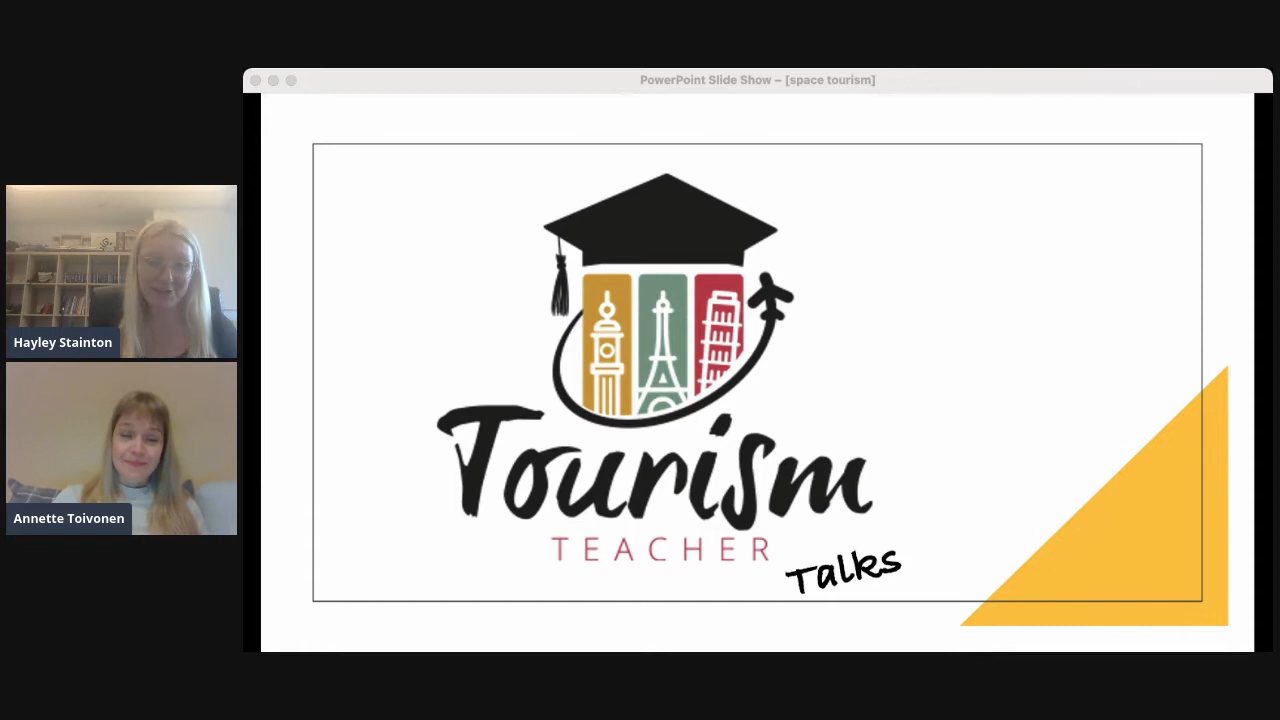 PowerPoint Slide Show – [space tourism]
Hayley Stainton
Annette Toivonen
Tourism
TEACHER
Talks